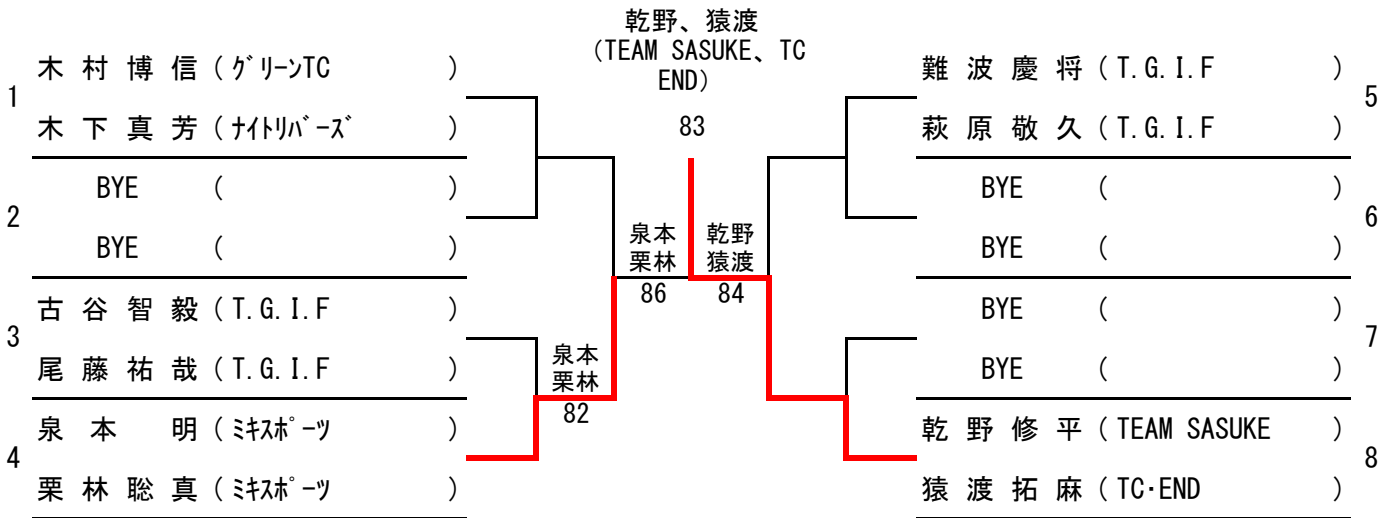 乾野、猿渡
(TEAM SASUKE、TC
END)
83
1
木村博信(グリーンTC)
木下真芳(ナイトリバーズ)
2
BYE ( )
BYE ( )
3
古谷智毅(T.G.I.F)
尾藤祐哉(T.G.I.F)
4
泉本 明(ミキスポーツ)
栗林聡真(ミキスポーツ)
泉本
栗林
82
泉本
栗林
86
乾野
猿渡
84
難波慶将(T.G.I.F)
萩原敬久(T.G.I.F)
5
BYE ( )
BYE ( )
6
BYE ( )
BYE ( )
7
乾野修平(TEAM SASUKE)
猿渡拓麻(TC・END)
8